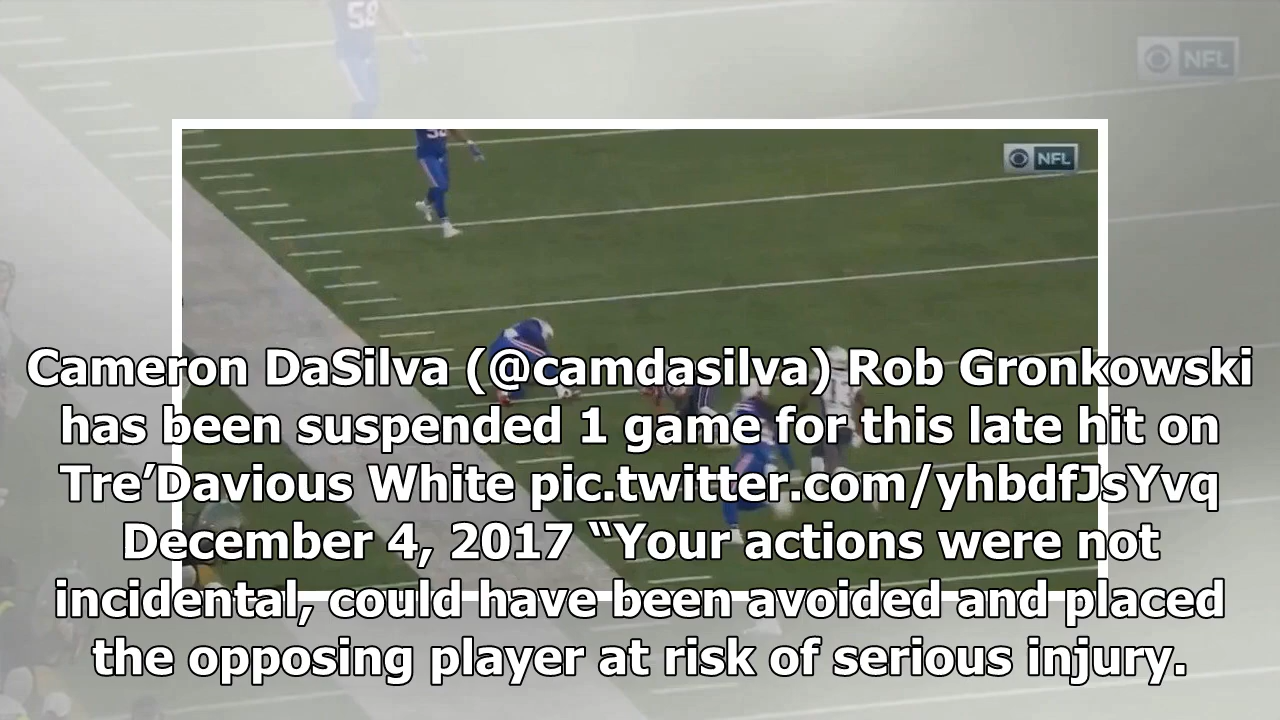 58
NFL
NFL
Cameron DaSilva (@camdasilva) Rob Gronkowski
has been suspended 1 game for this late hit on
Tre’Davious White pic.twitter.com/yhbdfJsYvq
December 4, 2017 “Your actions were not
incidental, could have been avoided and placed
the opposing player at risk of serious injury.